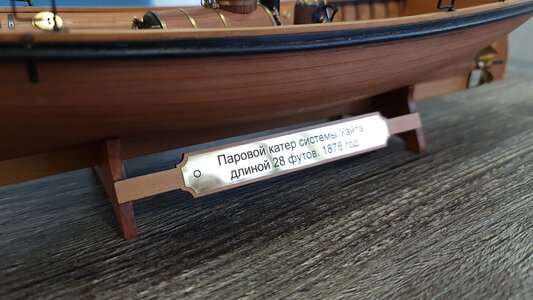 Паровой катер системы Уайта
длиной 28 футов. 1876 год.